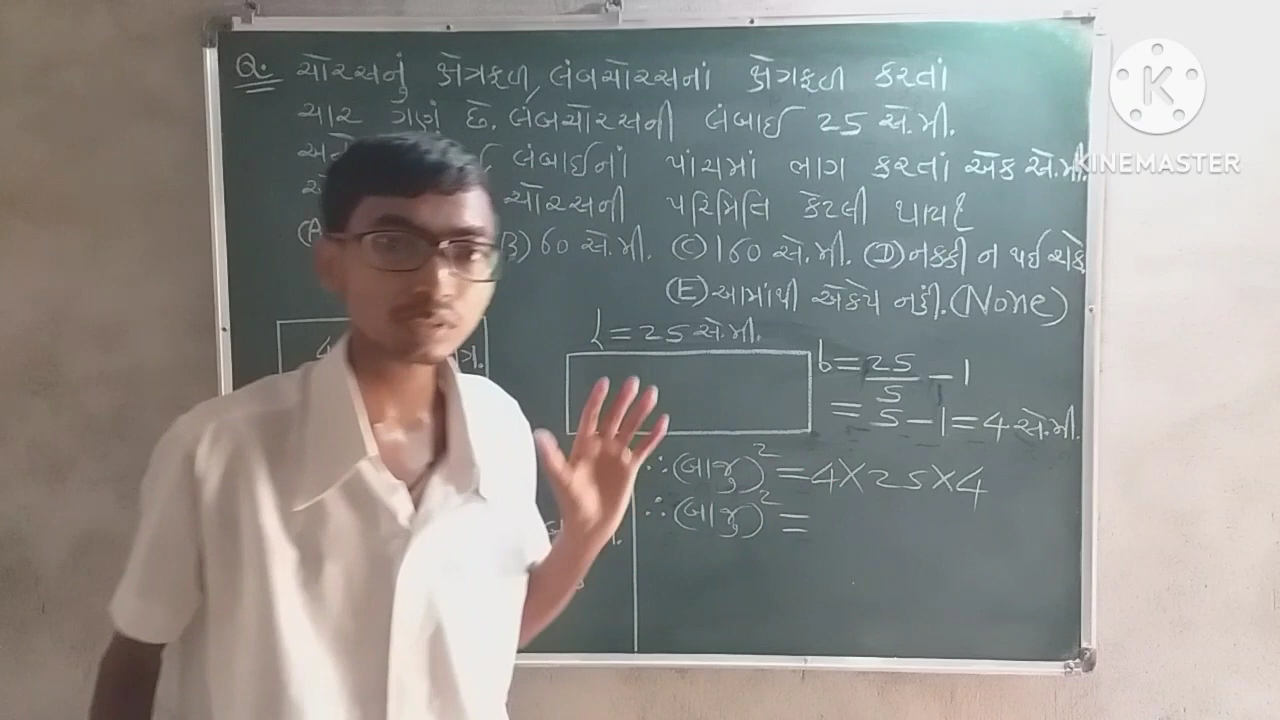 Q. ચોરસનું ક્ષેત્રફળ, લંબચોરસનાં ક્ષેત્રફળ કરતાં
ચાર ગણું છે. લંબચોરસની લંબાઈ 25 સે.મી.
લંબાઈનાં પાંચમાં ભાગ કરતાં એક સે.મી.
ચોરસની પરિમિતિ કેટલી થાય?
(A) (B) 60 સે.મી. (C) 160 સે.મી. (D) નક્કી ન થઈ શકે
(E) આમાંથી એકેય નહીં. (None)
l = 25 સે.મી.
b = 25/5 - 1
= 5 - 1 = 4 સે.મી.
∴ (બાજુ)² = 4 X 25 X 4
∴ (બાજુ)² =
K
KINEMASTER